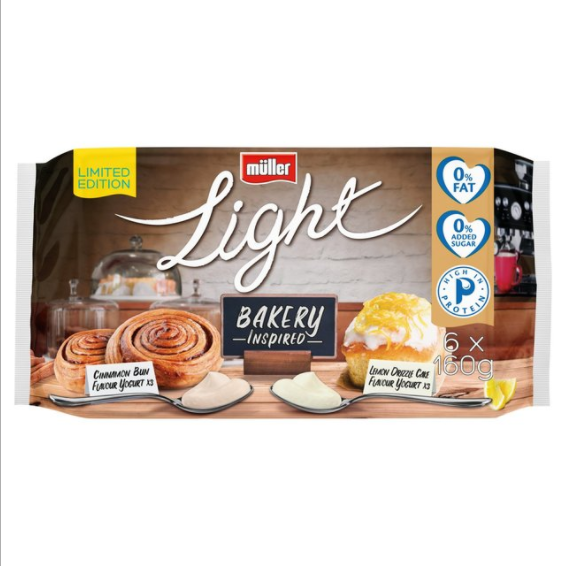 LIMITED
EDITION
müller
Light
BAKERY
INSPIRED
CINNAMON BUN
FLAVOUR YOGURT X3
LEMON DRIZZLE CAKE
FLAVOUR YOGURT X3
0%
FAT
0%
ADDED
SUGAR
HIGH IN
P
PROTEIN
6 x
160g